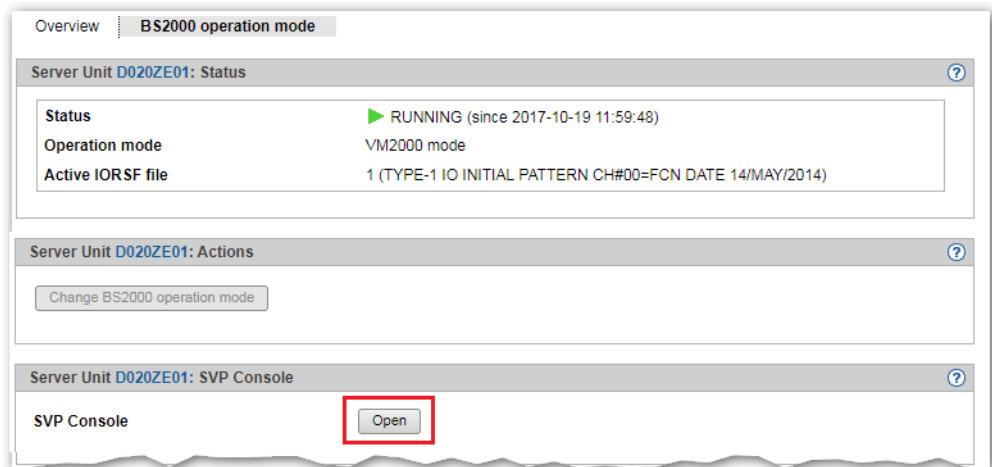 Overview BS2000 operation mode
Server Unit D020ZE01: Status
Status RUNNING (since 2017-10-19 11:59:48)
Operation mode VM2000 mode
Active IORSF file 1 (TYPE-1 IO INITIAL PATTERN CH#00=FCN DATE 14/MAY/2014)
Server Unit D020ZE01: Actions
Change BS2000 operation mode
Server Unit D020ZE01: SVP Console
SVP Console Open